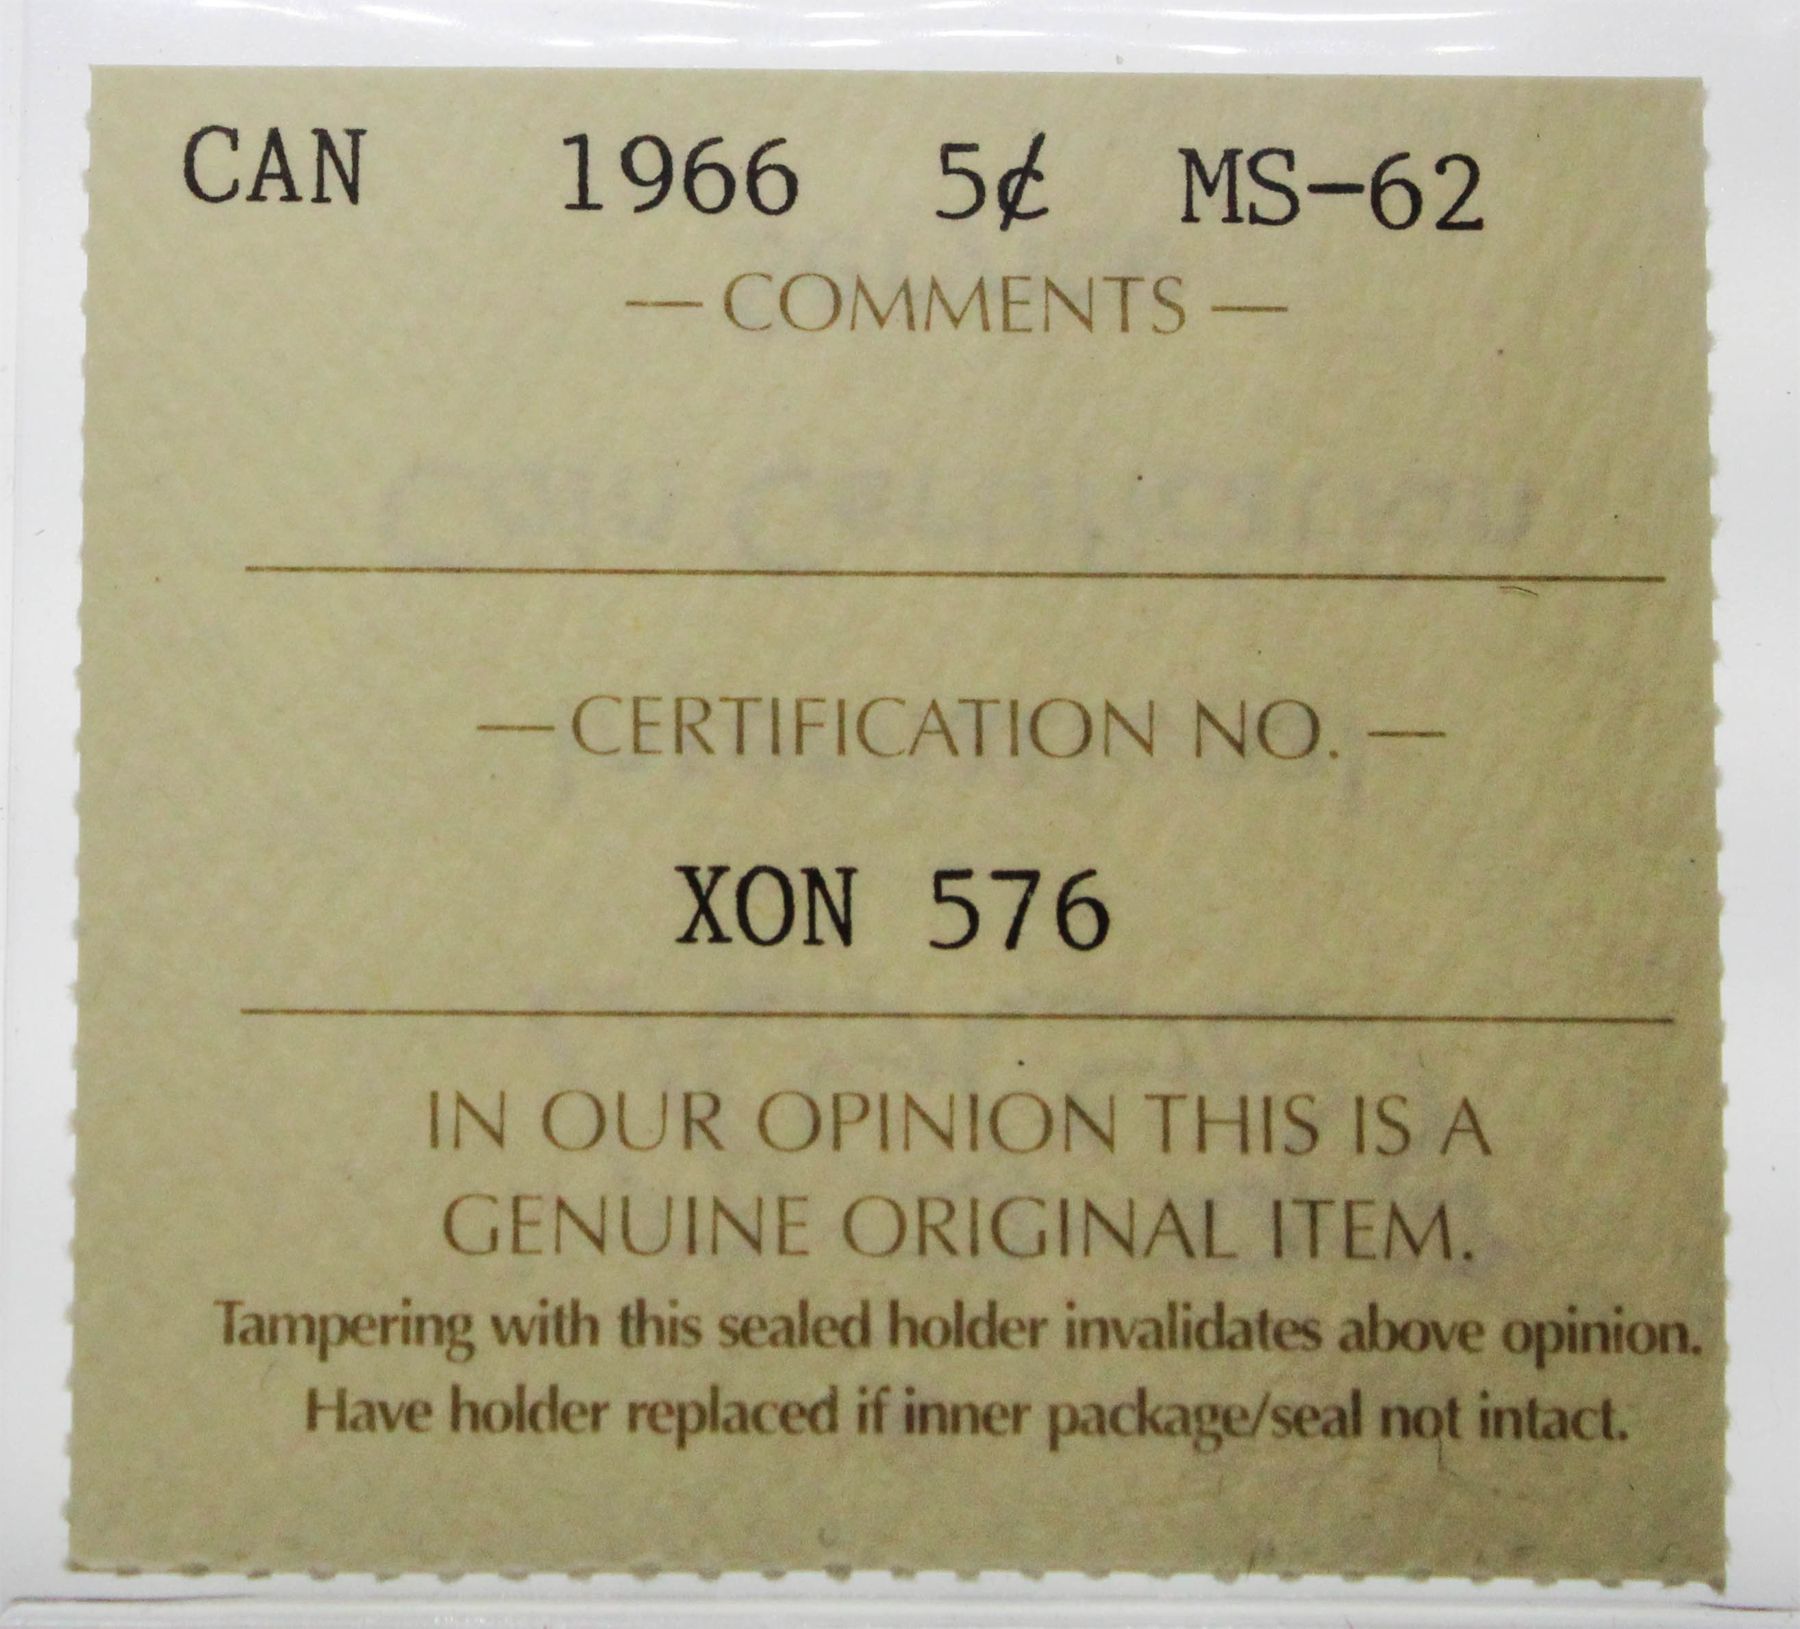 CAN 1966 5¢ MS-62
— COMMENTS —
— CERTIFICATION NO. —
XON 576
IN OUR OPINION THIS IS A
GENUINE ORIGINAL ITEM.
Tampering with this sealed holder invalidates above opinion.
Have holder replaced if inner package/seal not intact.